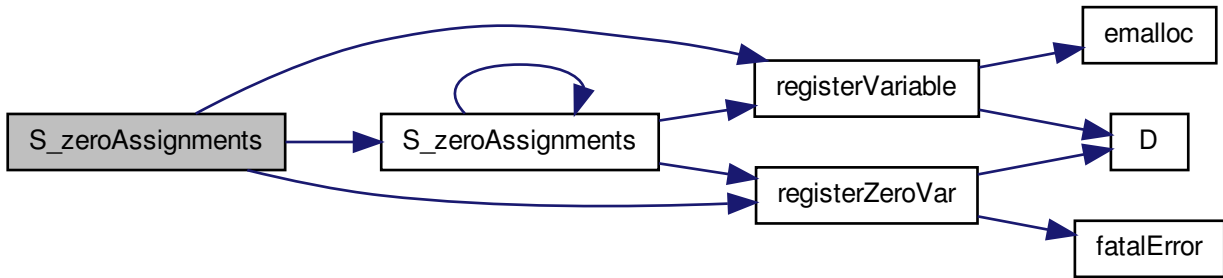 S_zeroAssignments
S_zeroAssignments
registerVariable
registerZeroVar
emalloc
D
fatalError